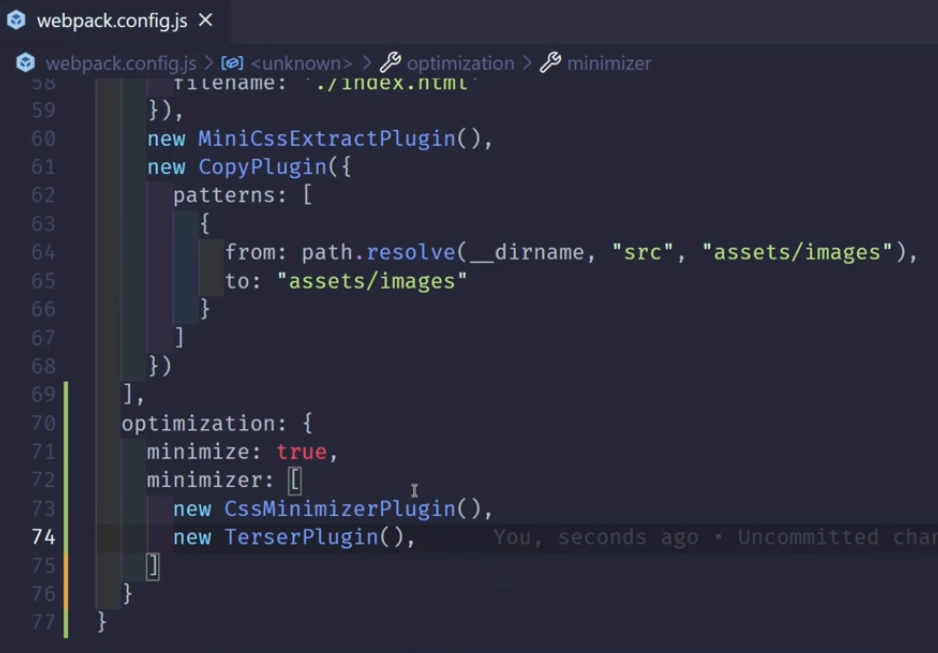 webpack.config.js ×
webpack.config.js > <unknown> > optimization > minimizer
58 filename: './index.html'
59 }),
60 new MiniCssExtractPlugin(),
61 new CopyPlugin({
62 patterns: [
63 {
64 from: path.resolve(__dirname, "src", "assets/images"),
65 to: "assets/images"
66 }
67 ]
68 })
69 ],
70 optimization: {
71 minimize: true,
72 minimizer: [
73 new CssMinimizerPlugin(),
74 new TerserPlugin(), You, seconds ago • Uncommitted chan
75 ]
76 }
77 }